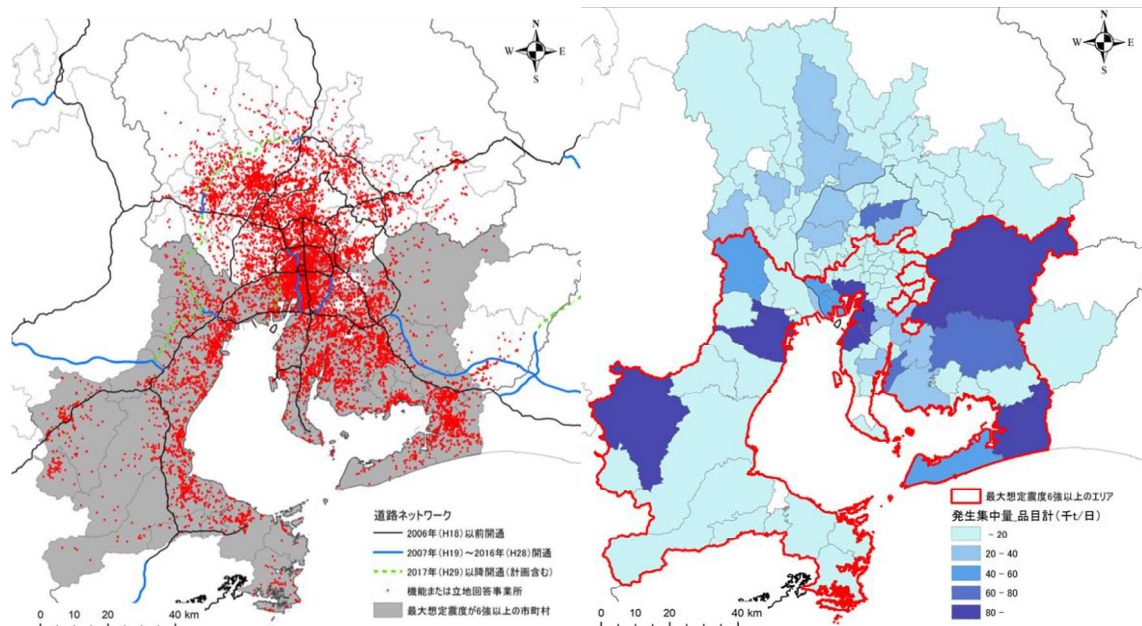 N
W E
S
道路ネットワーク
2006年(H18)以前開通
2007年(H19)～2016年(H28)開通
2017年(H29)以降開通(計画含む)
機能または立地回答事業所
最大想定震度が6強以上の市町村
0 10 20 40 km
N
W E
S
最大想定震度6強以上のエリア
発生集中量_品目計(千t/日)
- 20
20 - 40
40 - 60
60 - 80
80 -
0 10 20 40 km